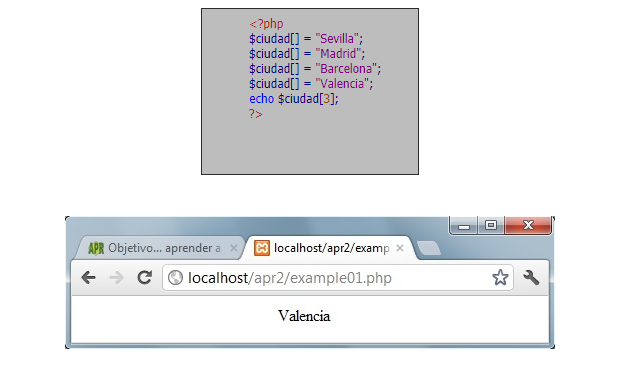 <?php
$ciudad[] = "Sevilla";
$ciudad[] = "Madrid";
$ciudad[] = "Barcelona";
$ciudad[] = "Valencia";
echo $ciudad[3];
?>
APR Objetivo... aprender a
localhost/apr2/examp
localhost/apr2/example01.php
Valencia